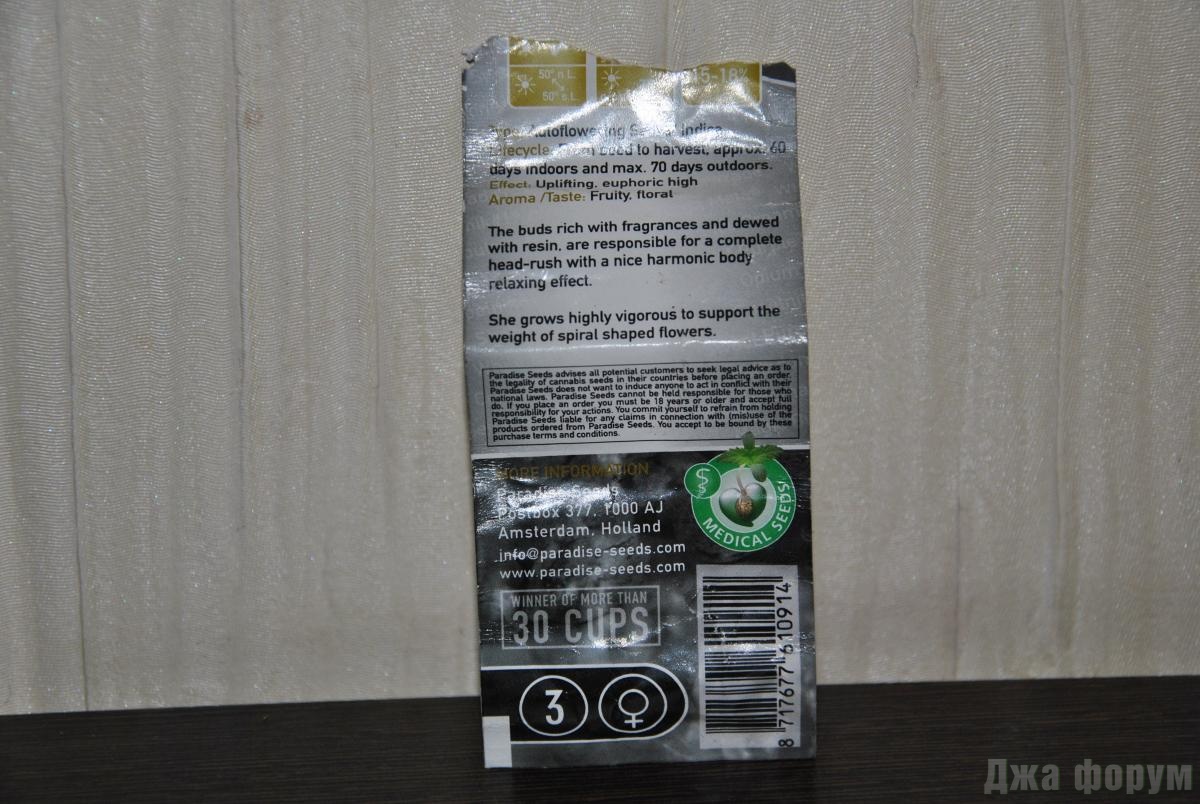 50° n.L.
50° s.L.
15-18%
Type: Autoflowering Indica
Lifecycle: From seed to harvest, approx. 60
days indoors and max. 70 days outdoors.
Effect: Uplifting, euphoric high
Aroma /Taste: Fruity, floral
The buds rich with fragrances and dewed
with resin, are responsible for a complete
head-rush with a nice harmonic body
relaxing effect.
She grows highly vigorous to support the
weight of spiral shaped flowers.
Paradise Seeds advises all potential customers to seek legal advice as to
the legality of cannabis seeds in their countries before placing an order.
Paradise Seeds does not want to induce anyone to act in conflict with their
national laws. Paradise Seeds cannot be held responsible for those who
do. If you place an order you must be 18 years or older and accept full
responsibility for your actions. You commit yourself to refrain from holding
Paradise Seeds liable for any claims in connection with (mis)use of the
products ordered from Paradise Seeds. You accept to be bound by these
purchase terms and conditions.
MORE INFORMATION
Paradise Seeds
Postbox 377, 1000 AJ
Amsterdam, Holland
info@paradise-seeds.com
www.paradise-seeds.com
MEDICAL SEEDS!
WINNER OF MORE THAN
30 CUPS
3
8 717677 610914
Джа форум